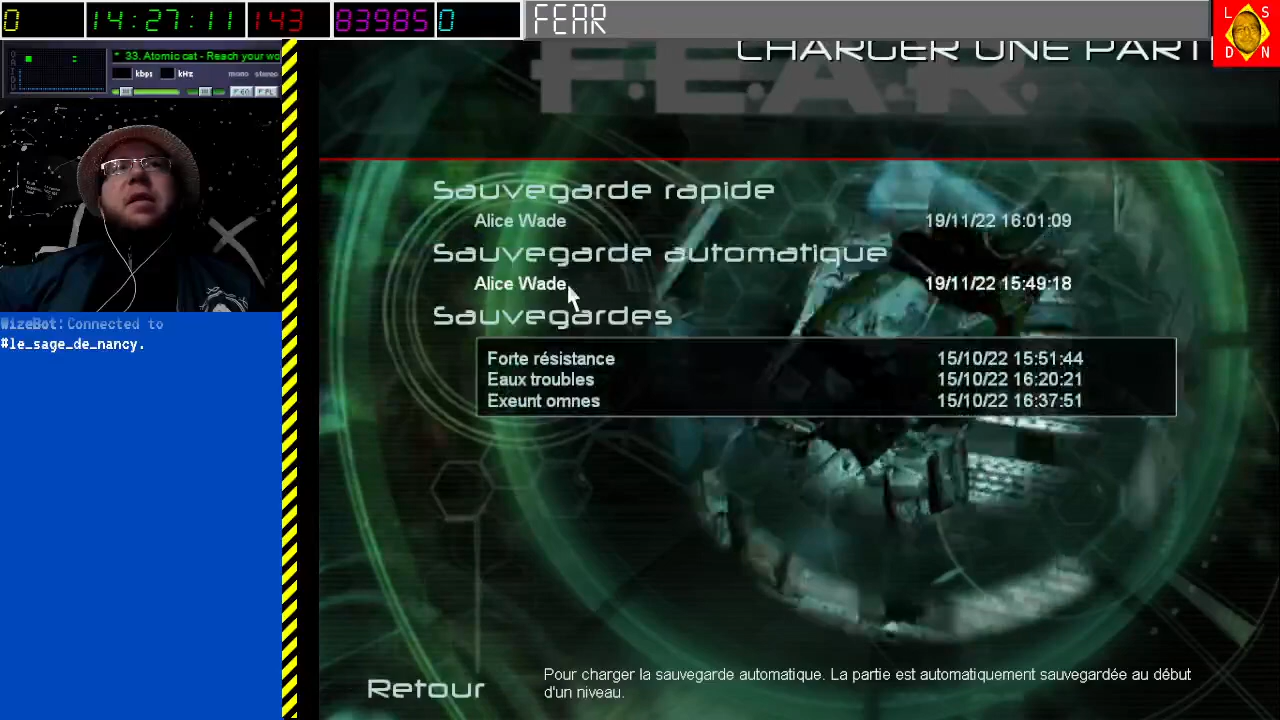 0 14:27:11 143 83985 0 FEAR
L S
D N
* 33. Atomic cat - Reach your wo
kbps kHz mono stereo
CHARGER UNE PARTI
F.E.A.R.
Sauvegarde rapide
Alice Wade 19/11/22 16:01:09
Sauvegarde automatique
Alice Wade 19/11/22 15:49:18
Sauvegardes
Forte résistance 15/10/22 15:51:44
Eaux troubles 15/10/22 16:20:21
Exeunt omnes 15/10/22 16:37:51
WizeBot: Connected to
#le_sage_de_nancy.
Pour charger la sauvegarde automatique. La partie est automatiquement sauvegardée au début
d'un niveau.
Retour